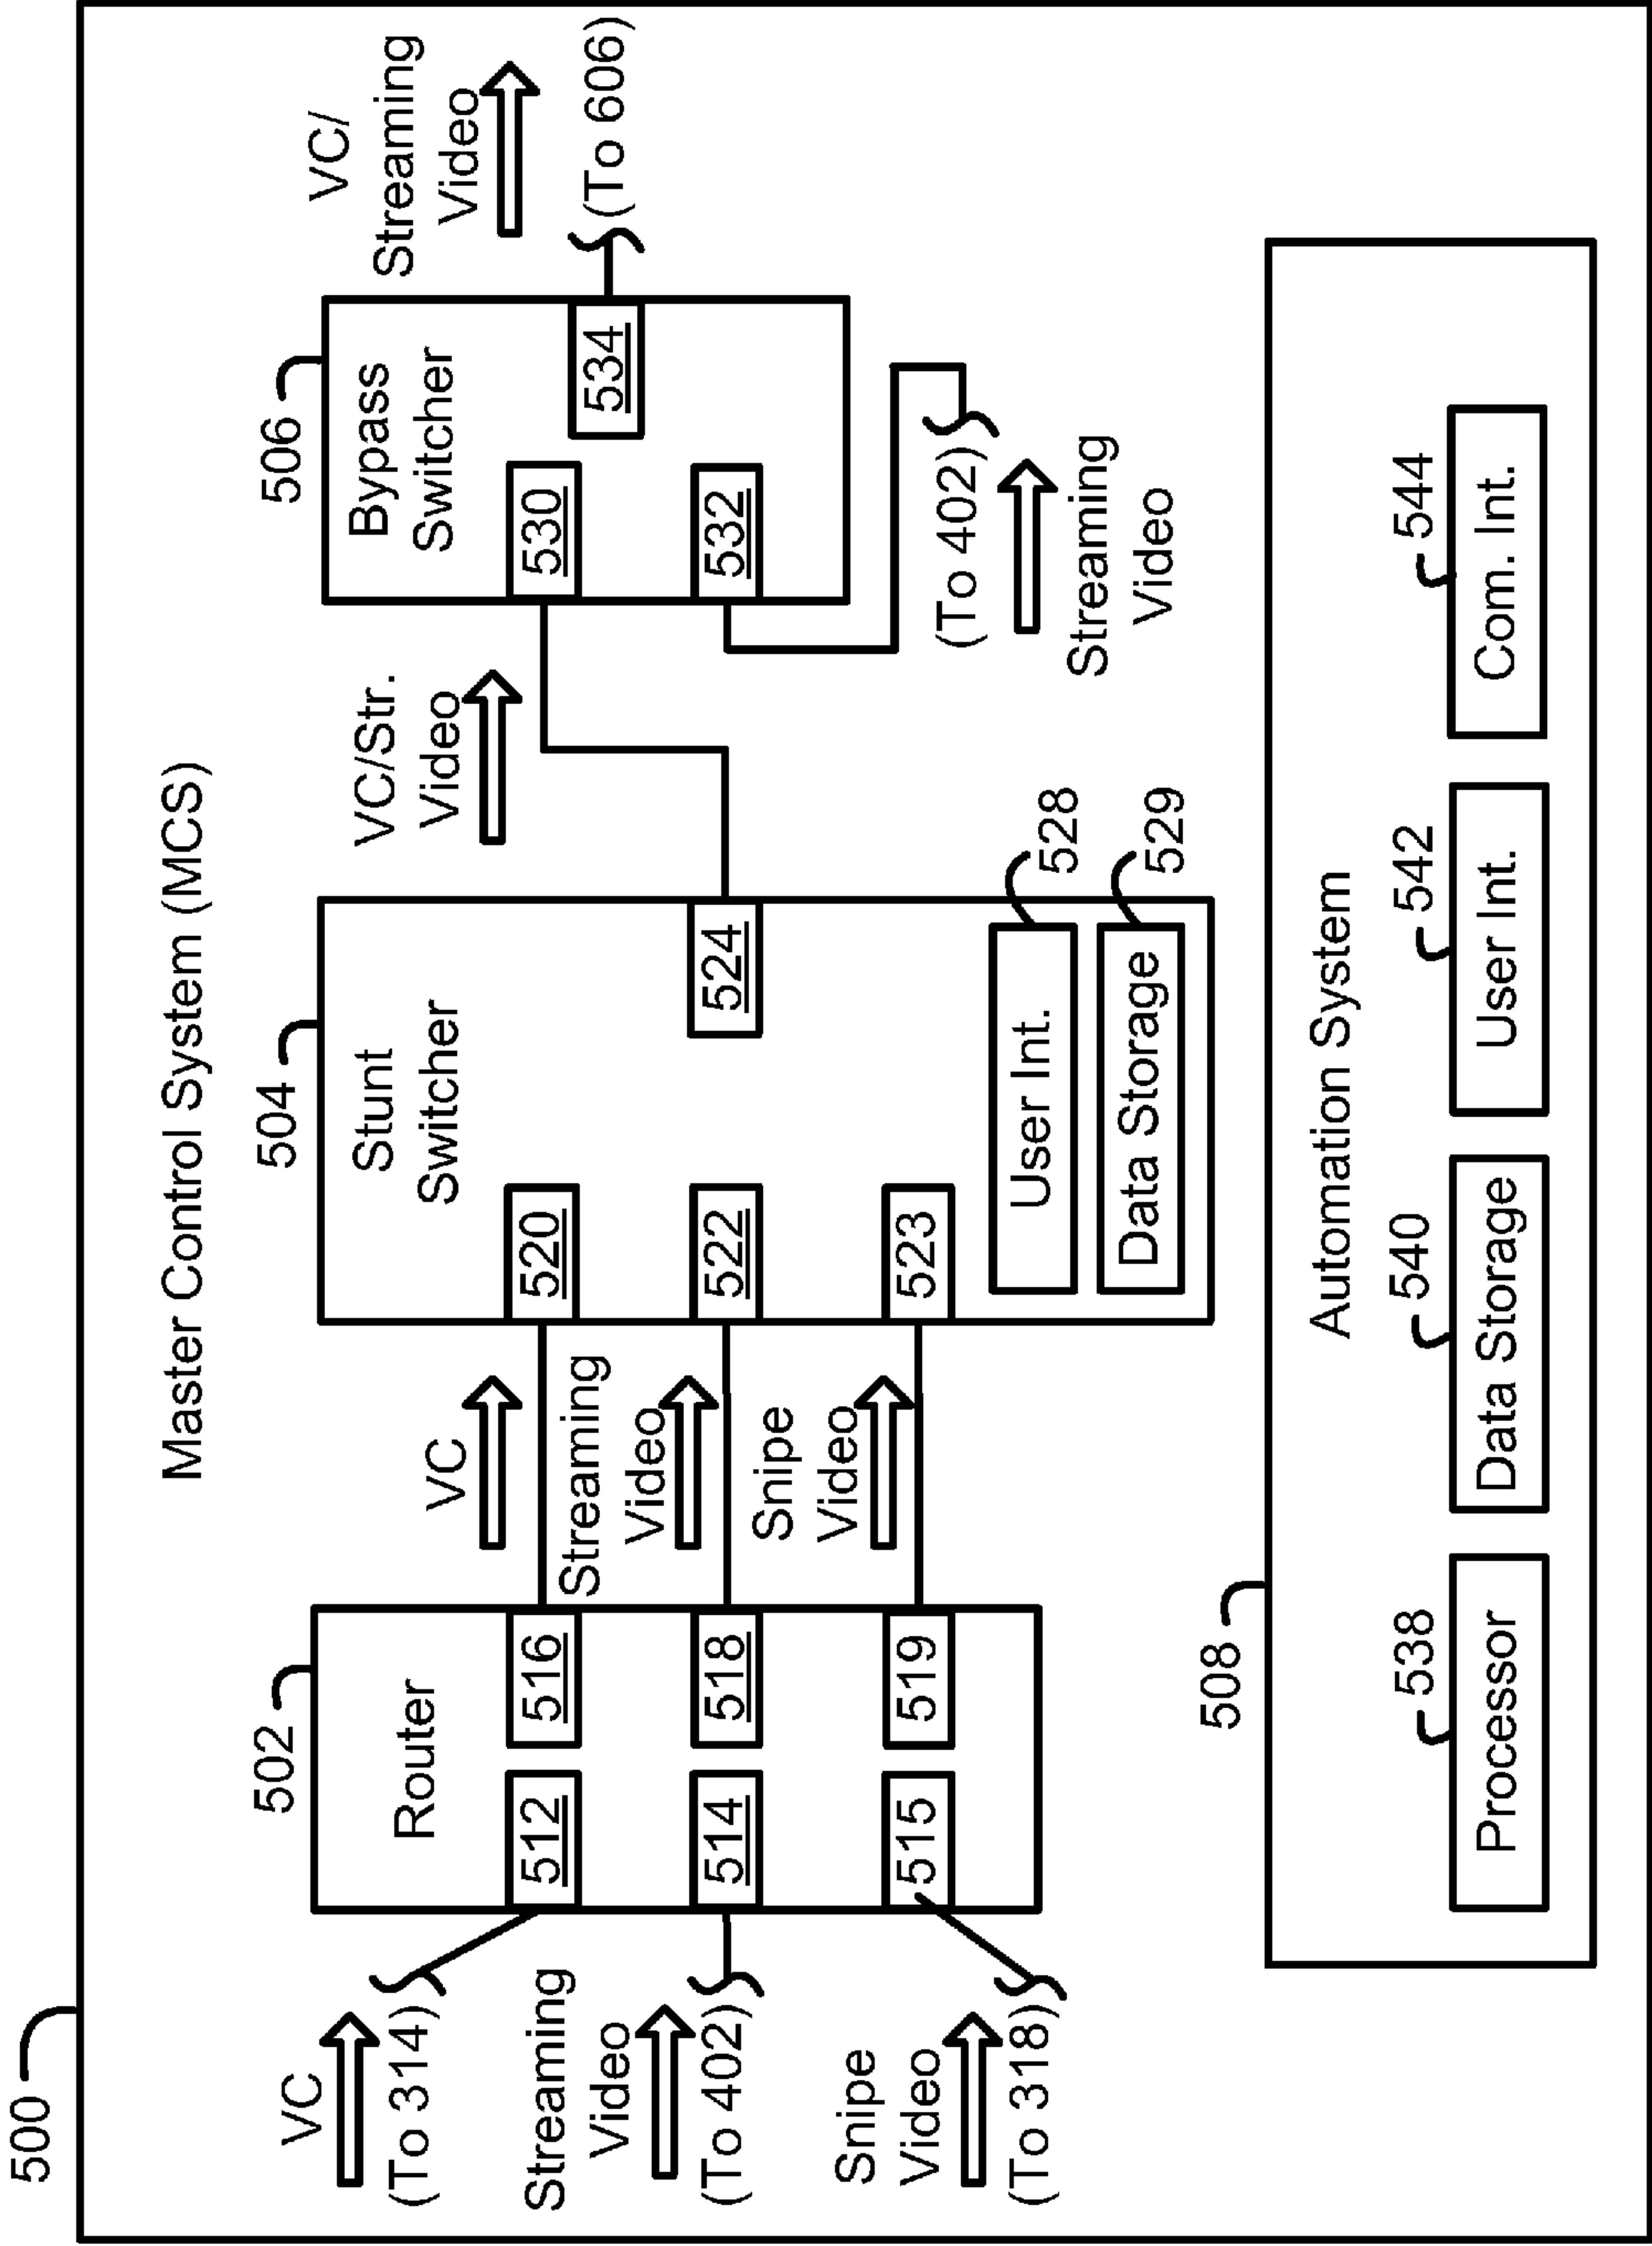 500
Master Control System (MCS)
VC
(To 314)
Streaming
Video
(To 402)
Snipe
Video
(To 318)
502
Router
512
516
514
518
515
519
VC
Streaming
Video
Snipe
Video
504
Stunt
Switcher
520
522
523
524
User Int.
528
Data Storage
529
VC/Str.
Video
506
Bypass
Switcher
530
532
534
VC/
Streaming
Video
(To 606)
(To 402)
Streaming
Video
508
Automation System
538
Processor
540
Data Storage
542
User Int.
544
Com. Int.